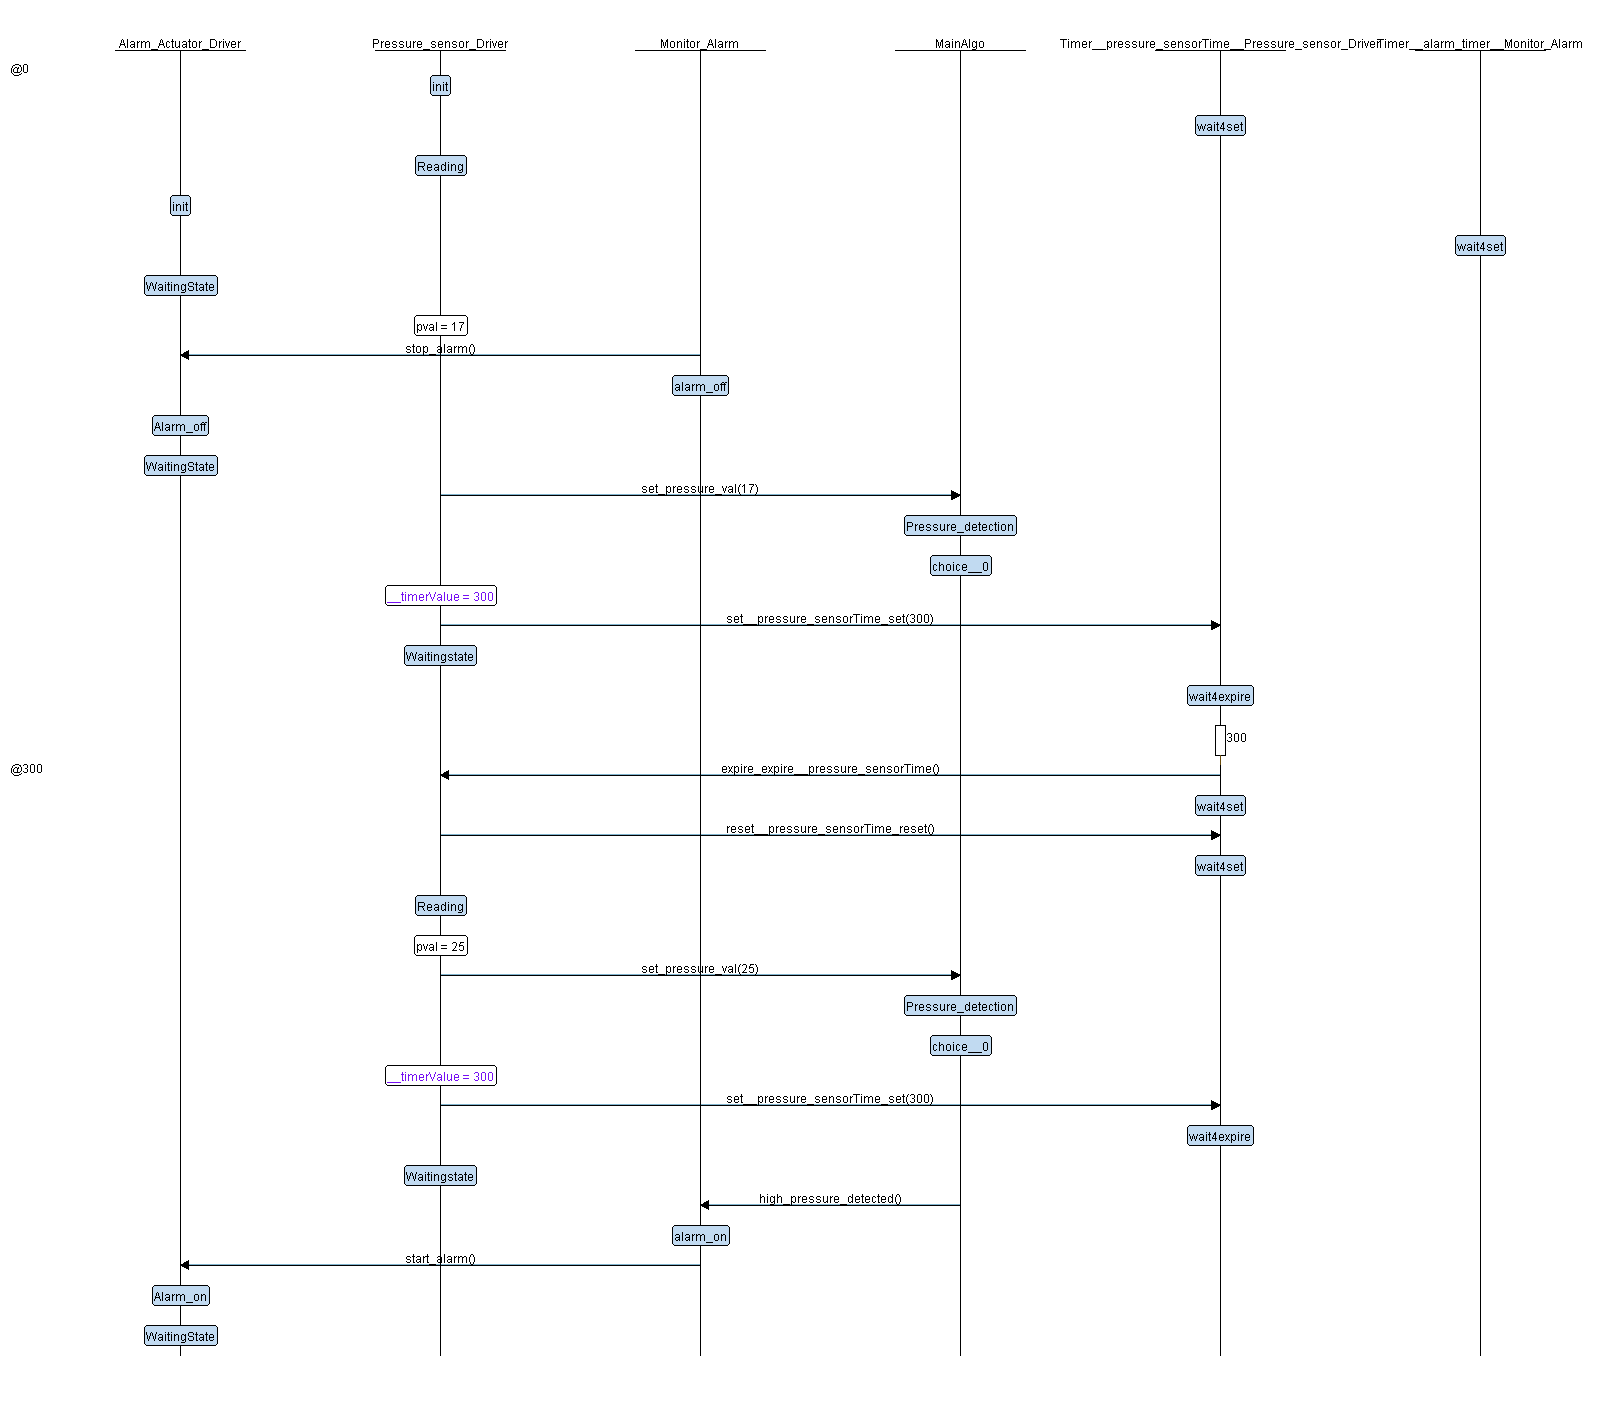 Alarm_Actuator_Driver
Pressure_sensor_Driver
Monitor_Alarm
MainAlgo
Timer__pressure_sensorTime__Pressure_sensor_Driver
Timer__alarm_timer__Monitor_Alarm
@0
init
wait4set
Reading
init
wait4set
WaitingState
pval = 17
stop_alarm()
alarm_off
Alarm_off
WaitingState
set_pressure_val(17)
Pressure_detection
choice__0
__timerValue = 300
set__pressure_sensorTime_set(300)
Waitingstate
wait4expire
300
@300
expire_expire__pressure_sensorTime()
wait4set
reset__pressure_sensorTime_reset()
wait4set
Reading
pval = 25
set_pressure_val(25)
Pressure_detection
choice__0
__timerValue = 300
set__pressure_sensorTime_set(300)
wait4expire
Waitingstate
high_pressure_detected()
alarm_on
start_alarm()
Alarm_on
WaitingState